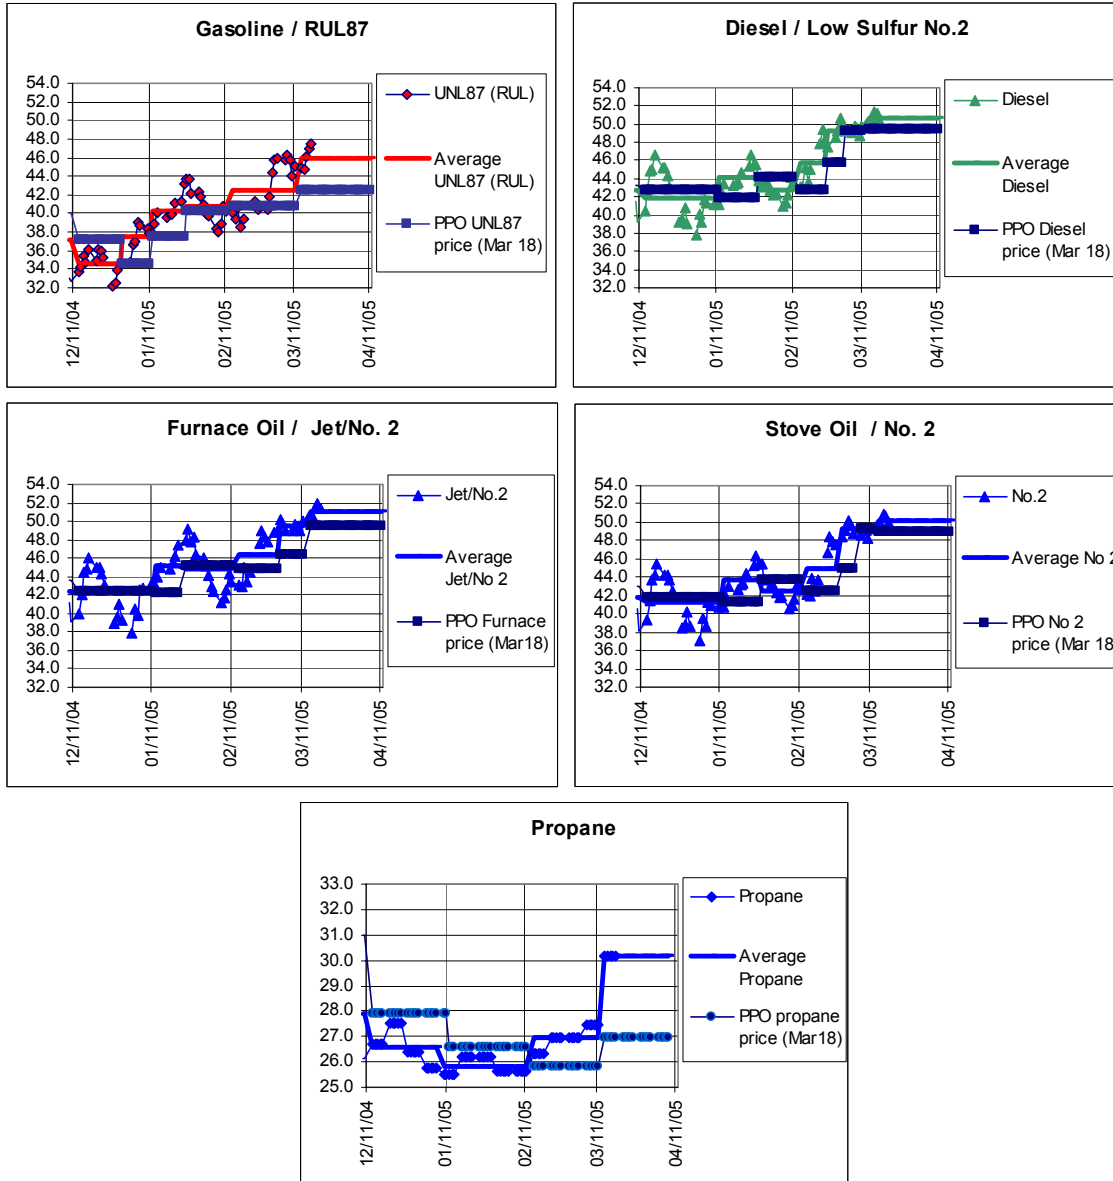 Gasoline / RUL87
54.0
52.0
50.0
48.0
46.0
44.0
42.0
40.0
38.0
36.0
34.0
32.0
12/11/04
01/11/05
02/11/05
03/11/05
04/11/05
UNL87 (RUL)
Average
UNL87 (RUL)
PPO UNL87
price (Mar 18)
Diesel / Low Sulfur No.2
54.0
52.0
50.0
48.0
46.0
44.0
42.0
40.0
38.0
36.0
34.0
32.0
12/11/04
01/11/05
02/11/05
03/11/05
04/11/05
Diesel
Average
Diesel
PPO Diesel
price (Mar 18)
Furnace Oil / Jet/No. 2
54.0
52.0
50.0
48.0
46.0
44.0
42.0
40.0
38.0
36.0
34.0
32.0
12/11/04
01/11/05
02/11/05
03/11/05
04/11/05
Jet/No.2
Average
Jet/No 2
PPO Furnace
price (Mar18)
Stove Oil / No. 2
54.0
52.0
50.0
48.0
46.0
44.0
42.0
40.0
38.0
36.0
34.0
32.0
12/11/04
01/11/05
02/11/05
03/11/05
04/11/05
No.2
Average No 2
PPO No 2
price (Mar 18
Propane
33.0
32.0
31.0
30.0
29.0
28.0
27.0
26.0
25.0
12/11/04
01/11/05
02/11/05
03/11/05
04/11/05
Propane
Average
Propane
PPO propane
price (Mar18)